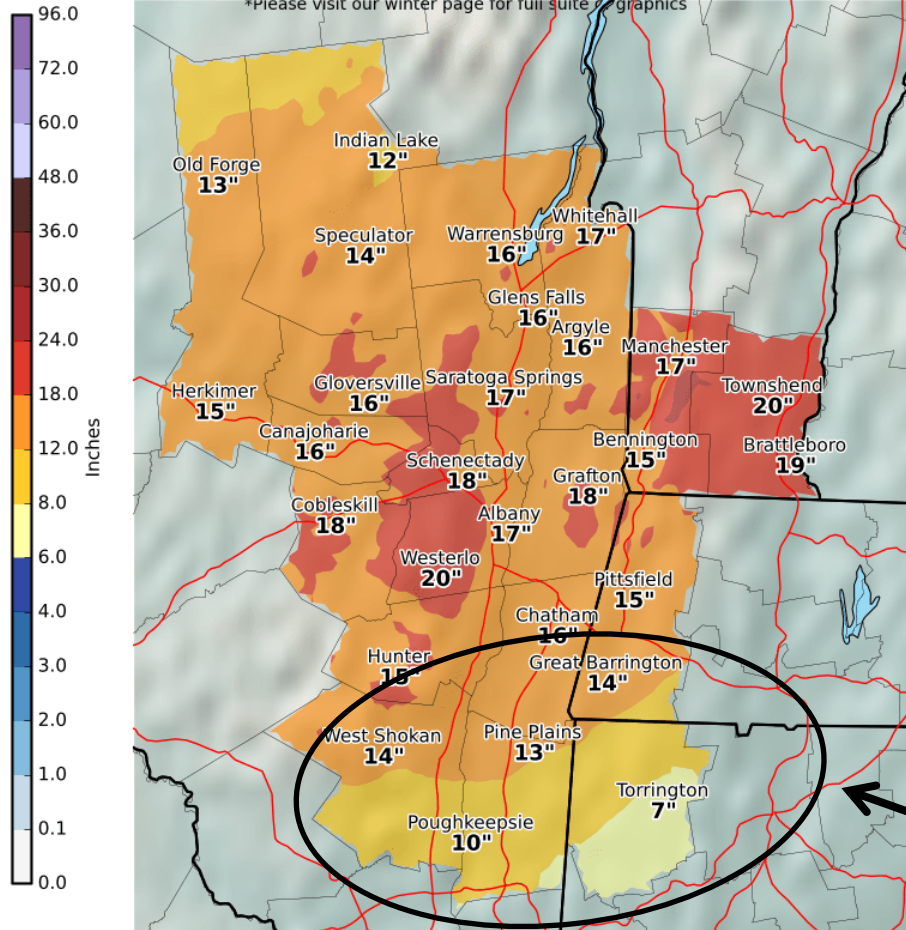 *Please visit our winter page for full suite of graphics
96.0
72.0
60.0
48.0
36.0
30.0
24.0
18.0
12.0
8.0
6.0
4.0
3.0
2.0
1.0
0.1
0.0
Inches
Indian Lake
12"
Old Forge
13"
Whitehall
17"
Speculator
14"
Warrensburg
16"
Glens Falls
16"
Argyle
16"
Manchester
17"
Saratoga Springs
17"
Gloversville
16"
Townshend
20"
Herkimer
15"
Canajoharie
16"
Bennington
15"
Brattleboro
19"
Schenectady
18"
Grafton
18"
Cobleskill
18"
Albany
17"
Westerlo
20"
Pittsfield
15"
Chatham
16"
Hunter
15"
Great Barrington
14"
West Shokan
14"
Pine Plains
13"
Torrington
7"
Poughkeepsie
10"